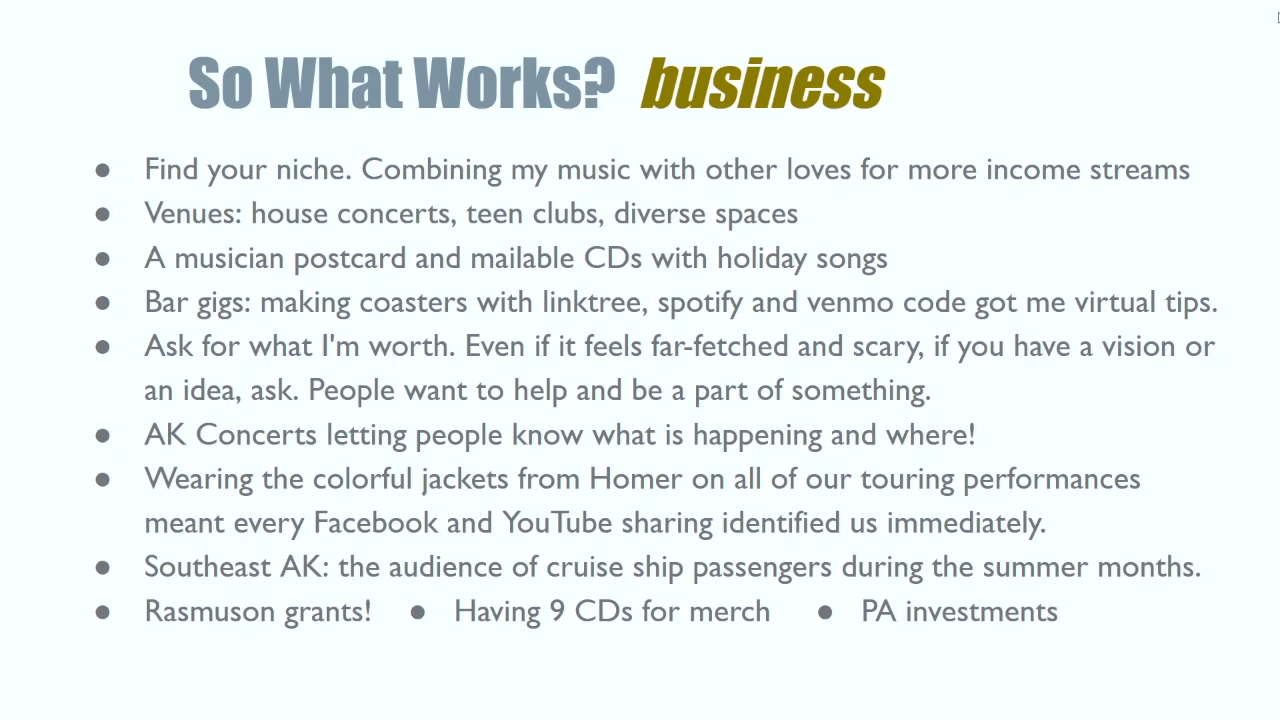 So What Works? business
● Find your niche. Combining my music with other loves for more income streams
● Venues: house concerts, teen clubs, diverse spaces
● A musician postcard and mailable CDs with holiday songs
● Bar gigs: making coasters with linktree, spotify and venmo code got me virtual tips.
● Ask for what I'm worth. Even if it feels far-fetched and scary, if you have a vision or
an idea, ask. People want to help and be a part of something.
● AK Concerts letting people know what is happening and where!
● Wearing the colorful jackets from Homer on all of our touring performances
meant every Facebook and YouTube sharing identified us immediately.
● Southeast AK: the audience of cruise ship passengers during the summer months.
● Rasmuson grants! ● Having 9 CDs for merch ● PA investments